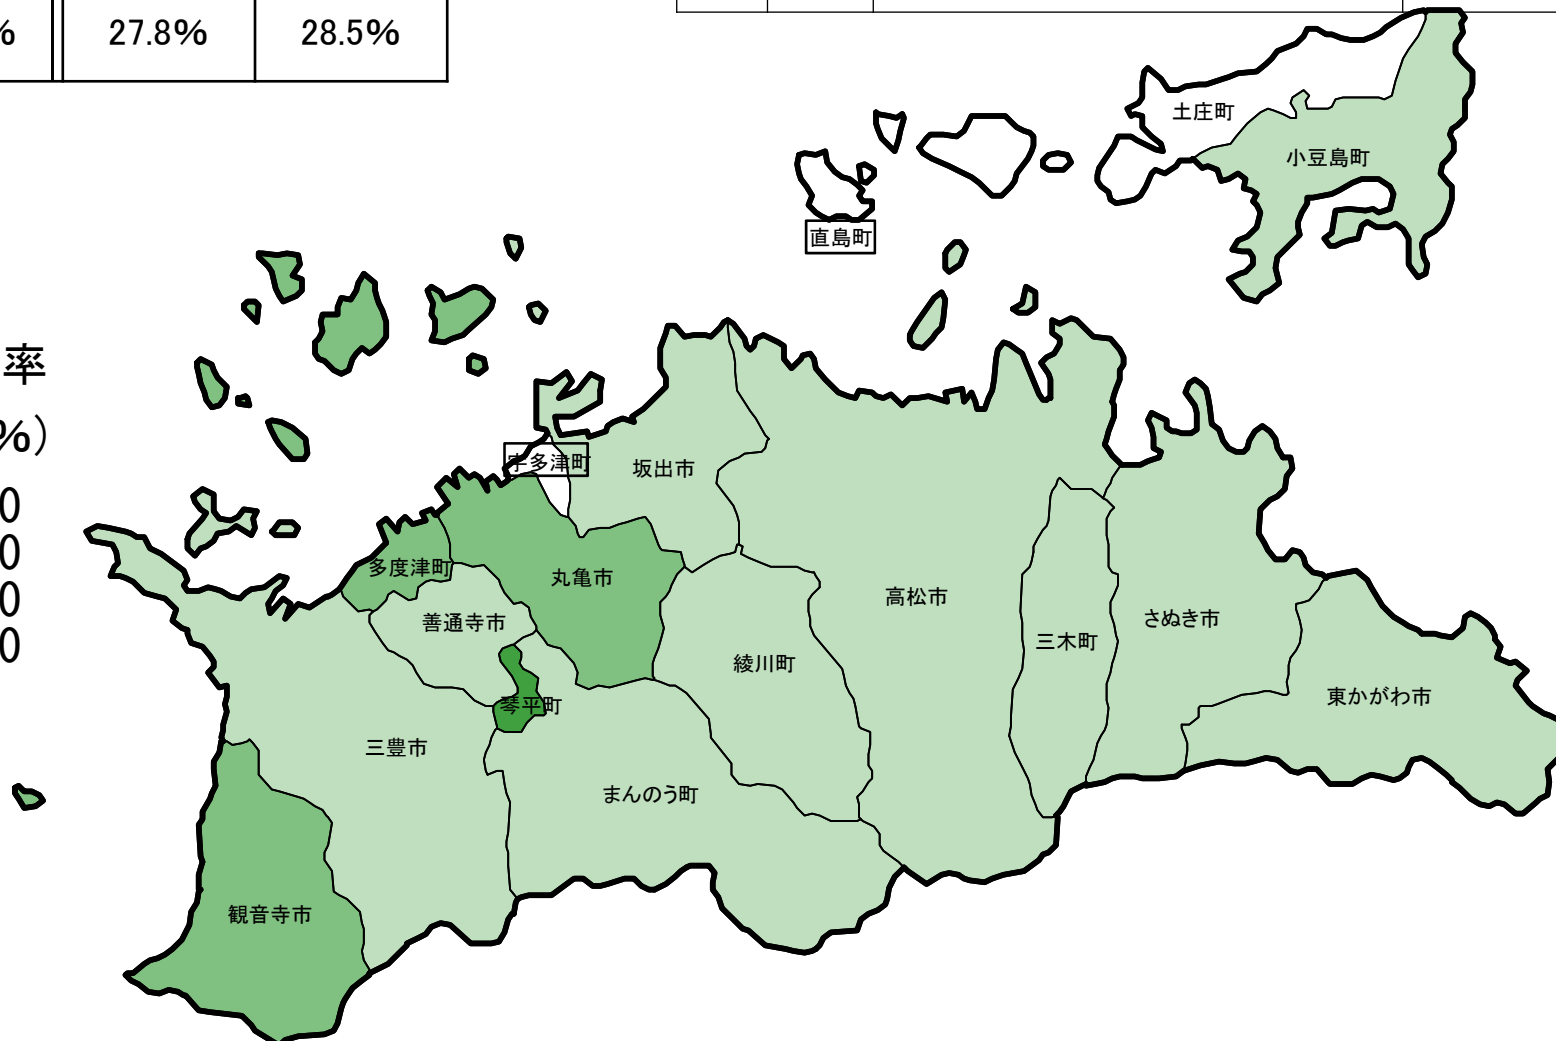 % 27.8% 28.5%
土庄町
小豆島町
直島町
率
%)
0
0
0
0
宇多津町
坂出市
多度津町
丸亀市
高松市
善通寺市
さぬき市
三木町
綾川町
東かがわ市
琴平町
三豊市
まんのう町
観音寺市